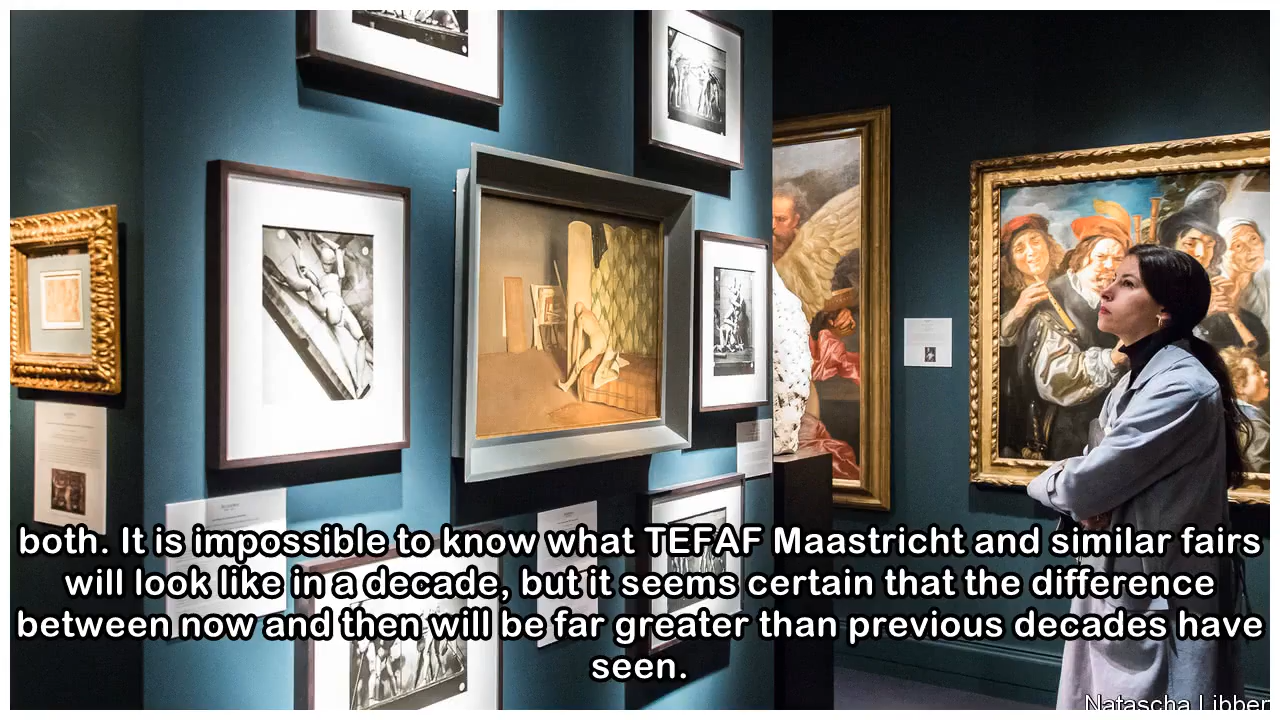 both. It is impossible to know what TEFAF Maastricht and similar fairs
will look like in a decade, but it seems certain that the difference
between now and then will be far greater than previous decades have
seen.
Natascha Libber